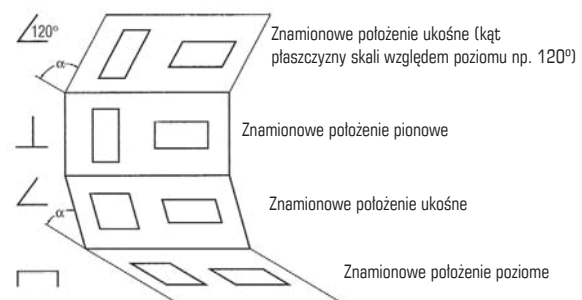 120°
α
Znamionowe położenie ukośne (kąt
płaszczyzny skali względem poziomu np. 120º)
Znamionowe położenie pionowe
α
Znamionowe położenie ukośne
Znamionowe położenie poziome